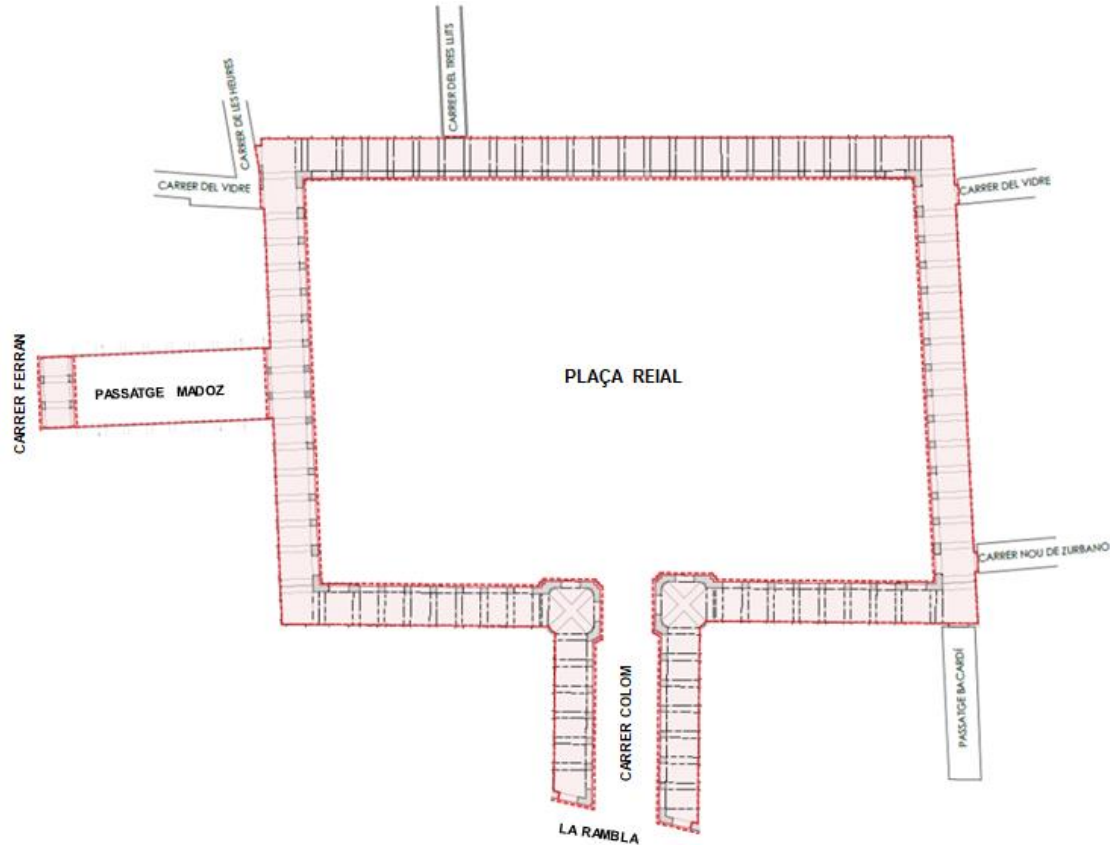 CARRER DE LES HEURES
CARRER DEL TRES LLITS
CARRER DEL VIDRE
CARRER DEL VIDRE
CARRER FERRAN
PASSATGE MADOZ
PLAÇA REIAL
CARRER NOU DE ZURBANO
CARRER COLOM
PASSATGE BACARDÍ
LA RAMBLA